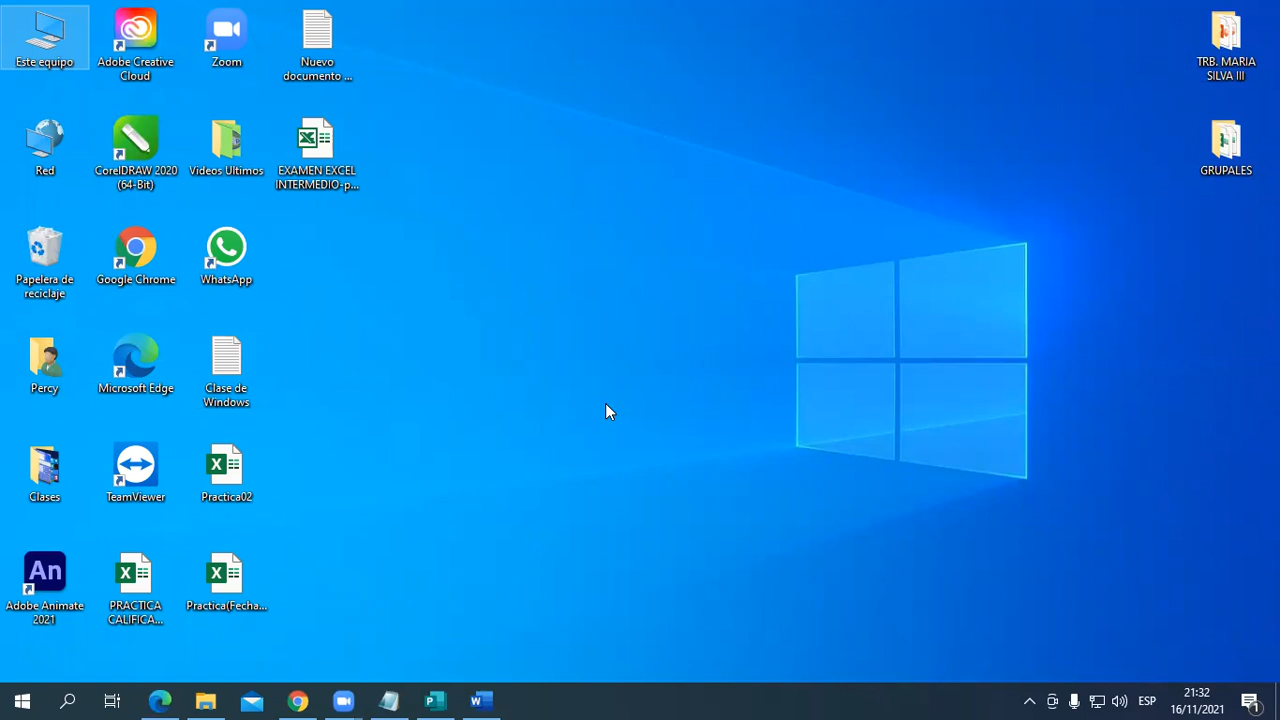 Este equipo
Adobe Creative
Cloud
Zoom
Nuevo
documento ...
TRB. MARIA
SILVA III
Red
CorelDRAW 2020
(64-Bit)
Videos Ultimos
EXAMEN EXCEL
INTERMEDIO-p...
GRUPALES
Papelera de
reciclaje
Google Chrome
WhatsApp
Percy
Microsoft Edge
Clase de
Windows
Clases
TeamViewer
Practica02
An
Adobe Animate
2021
PRACTICA
CALIFICA...
Practica(Fecha...
ESP
21:32
16/11/2021
1